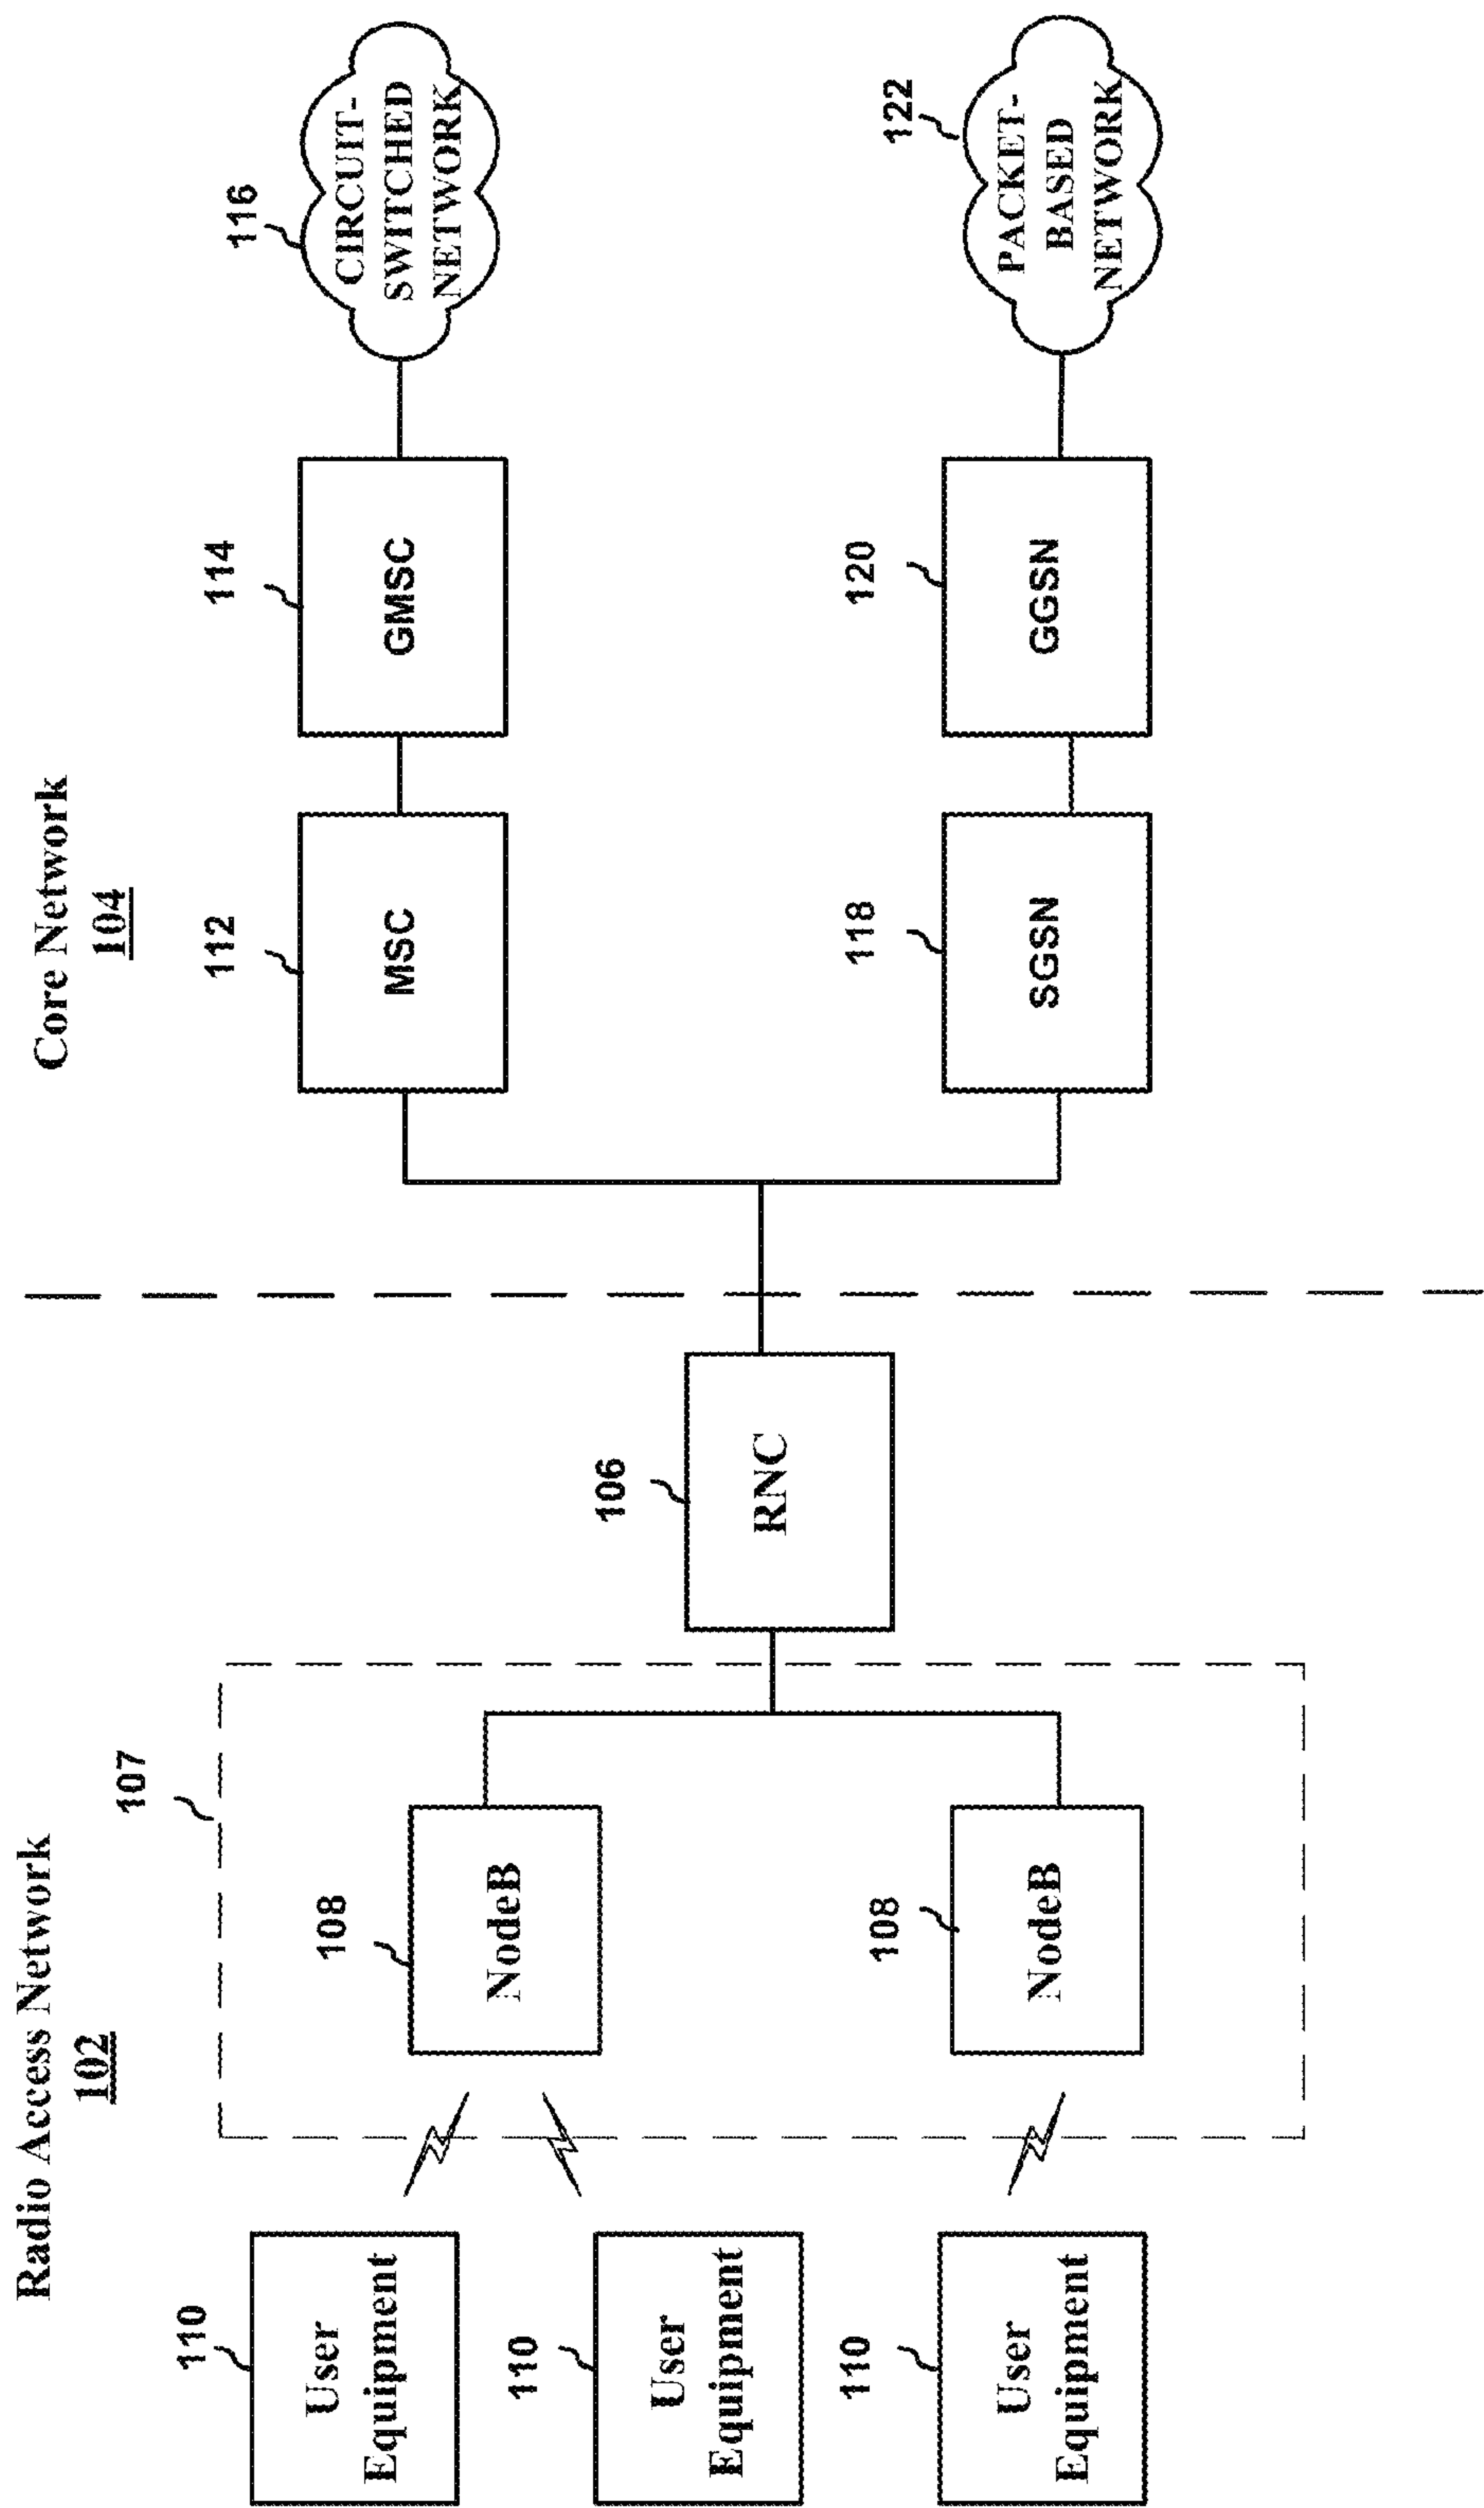 Radio Access Network
102
Core Network
104
107
110
User
Equipment
110
User
Equipment
110
User
Equipment
108
NodeB
108
NodeB
106
RNC
112
MSC
114
GMSC
116
CIRCUIT-
SWITCHED
NETWORK
118
SGSN
120
GGSN
122
PACKET-
BASED
NETWORK